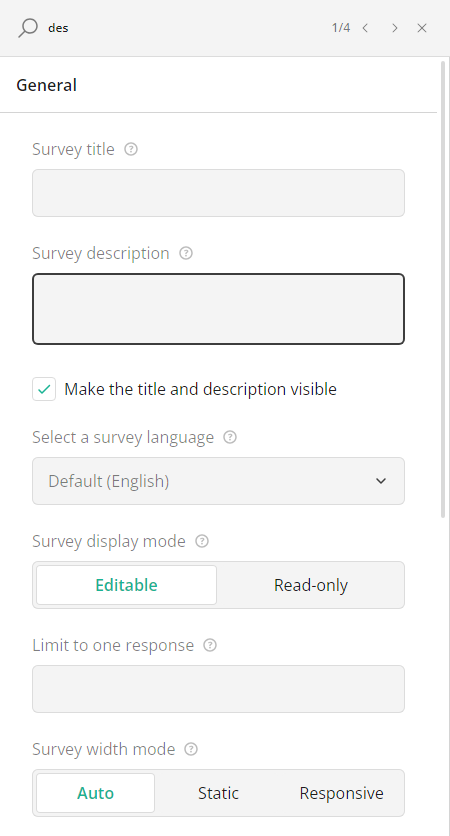 des 1/4
General
Survey title
Survey description
Make the title and description visible
Select a survey language
Default (English)
Survey display mode
Editable Read-only
Limit to one response
Survey width mode
Auto Static Responsive